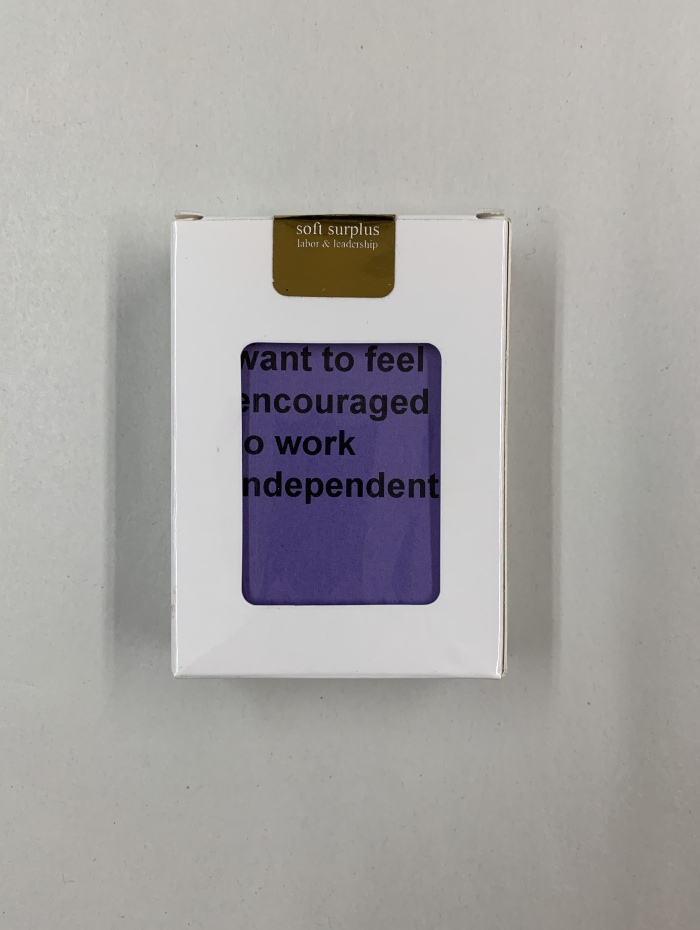 soft surplus
labor & leadership
want to feel
encouraged
o work
ndependent